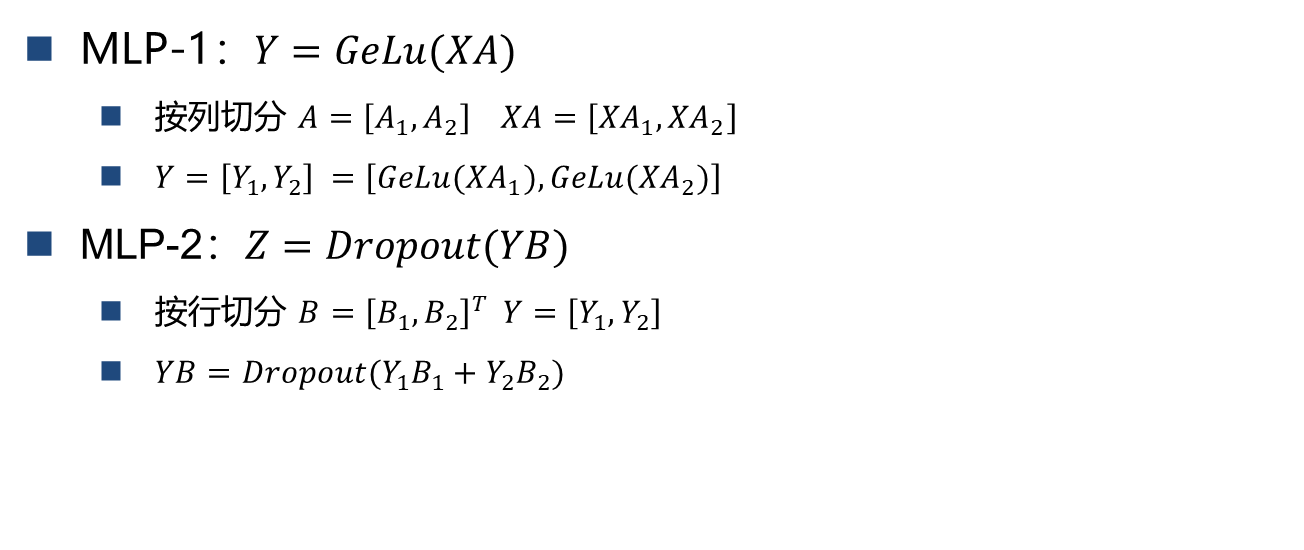 MLP-1：Y = GeLu(XA)
按列切分 A = [A₁, A₂] XA = [XA₁, XA₂]
Y = [Y₁, Y₂] = [GeLu(XA₁), GeLu(XA₂)]
MLP-2：Z = Dropout(YB)
按行切分 B = [B₁, B₂]ᵀ Y = [Y₁, Y₂]
YB = Dropout(Y₁B₁ + Y₂B₂)